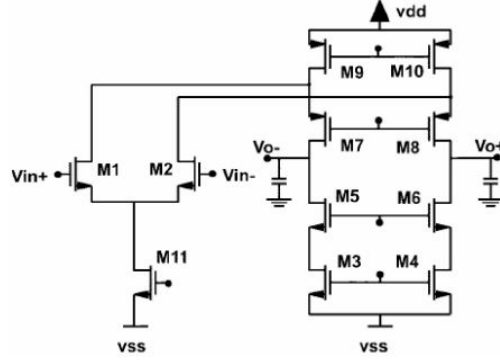 vdd
M9 M10
Vo- M7 M8 Vo+
Vin+ M1 M2 Vin-
M5 M6
M11 M3 M4
vss vss